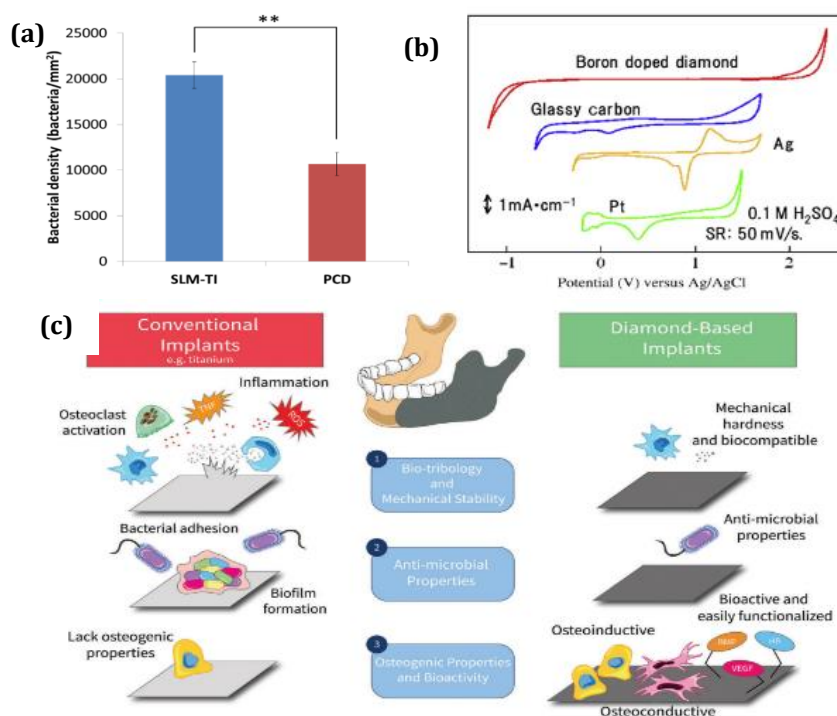 (a)
**
Bacterial density (bacteria/mm²)
25000
20000
15000
10000
5000
0
SLM-TI
PCD
(b)
Boron doped diamond
Glassy carbon
Ag
1mA·cm⁻¹
Pt
0.1 M H₂SO₄
SR: 50 mV/s.
−1
0
1
2
Potential (V) versus Ag/AgCl
(c)
Conventional
Implants
e.g. titanium
Diamond-Based
Implants
Inflammation
Osteoclast
activation
TNF
ROS
1
Bio-tribology
and
Mechanical Stability
Mechanical
hardness
and biocompatible
Bacterial adhesion
Biofilm
formation
2
Anti-microbial
Properties
Anti-microbial
properties
Lack osteogenic
properties
3
Osteogenic Properties
and Bioactivity
Bioactive and
easily functionalized
Osteoinductive
VEGF
Osteoconductive